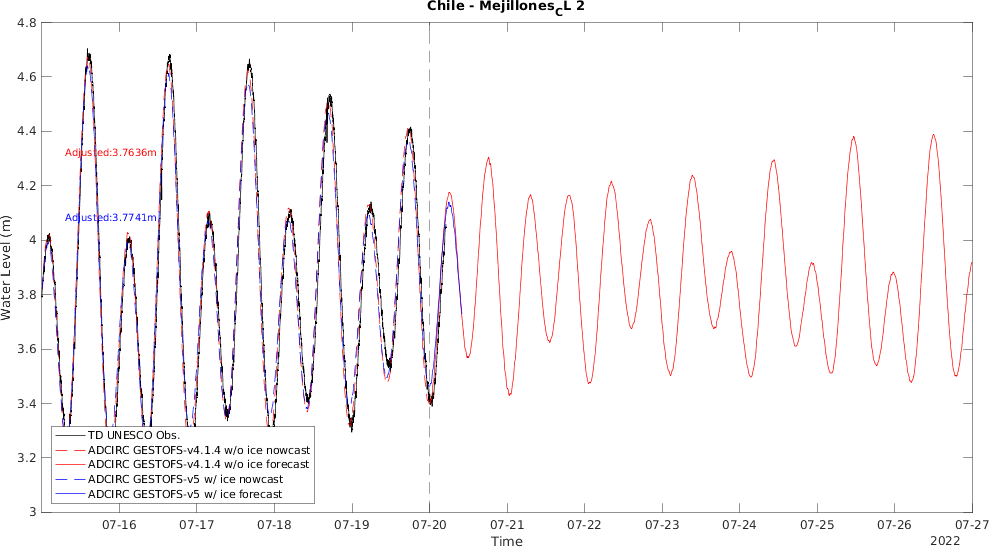 Chile - Mejillones_CL 2
4.8
4.6
4.4
4.2
4
3.8
3.6
3.4
3.2
3
Water Level (m)
Adjusted:3.7636m
Adjusted:3.7741m
TD UNESCO Obs.
ADCIRC GESTOFS-v4.1.4 w/o ice nowcast
ADCIRC GESTOFS-v4.1.4 w/o ice forecast
ADCIRC GESTOFS-v5 w/ ice nowcast
ADCIRC GESTOFS-v5 w/ ice forecast
07-16 07-17 07-18 07-19 07-20 07-21 07-22 07-23 07-24 07-25 07-26 07-27
Time
2022